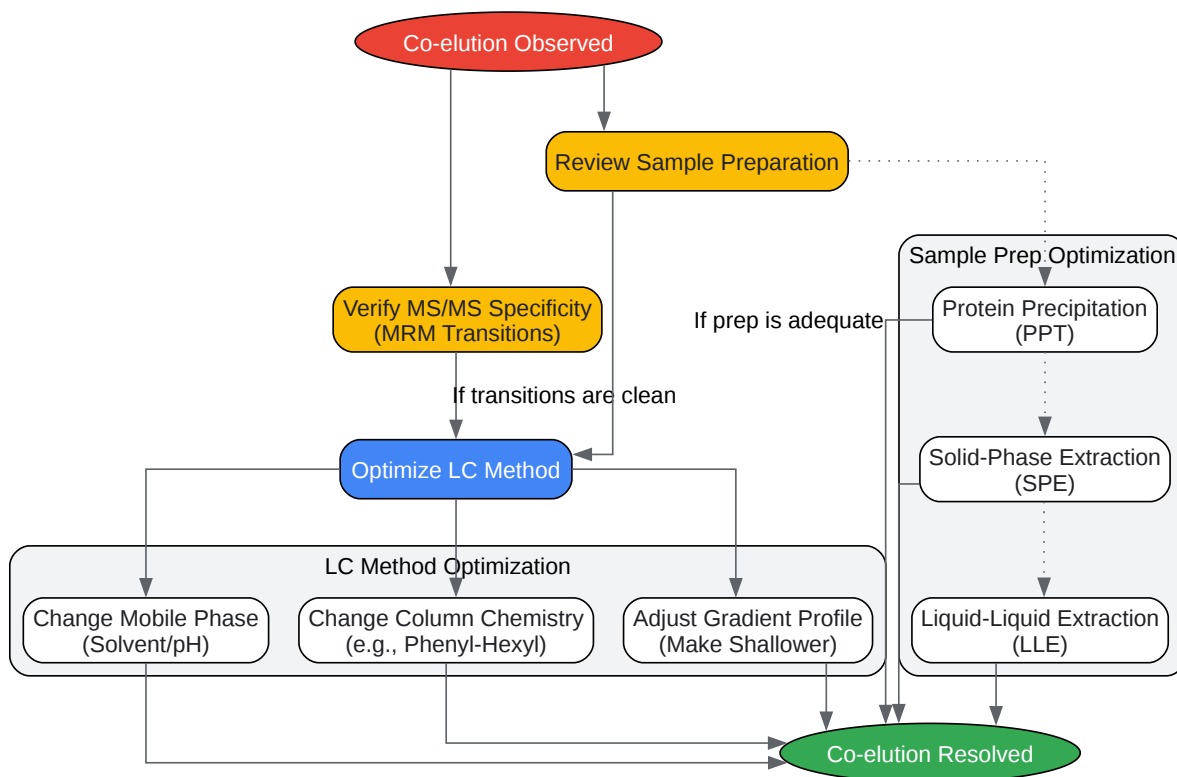 Co-elution Observed
Review Sample Preparation
Sample Prep Optimization
Verify MS/MS Specificity
(MRM Transitions)
If prep is adequate
Protein Precipitation
(PPT)
If transitions are clean
Optimize LC Method
Solid-Phase Extraction
(SPE)
LC Method Optimization
Change Mobile Phase
(Solvent/pH)
Change Column Chemistry
(e.g., Phenyl-Hexyl)
Adjust Gradient Profile
(Make Shallower)
Liquid-Liquid Extraction
(LLE)
Co-elution Resolved